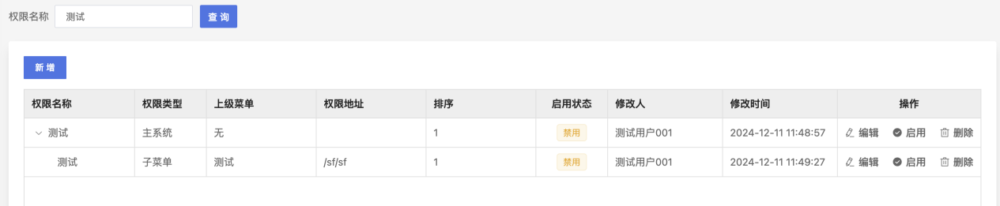 权限名称 测试 查 询
新 增
权限名称 权限类型 上级菜单 权限地址 排序 启用状态 修改人 修改时间 操作
测试 主系统 无 1 禁用 测试用户001 2024-12-11 11:48:57 编辑 启用 删除
测试 子菜单 测试 /sf/sf 1 禁用 测试用户001 2024-12-11 11:49:27 编辑 启用 删除